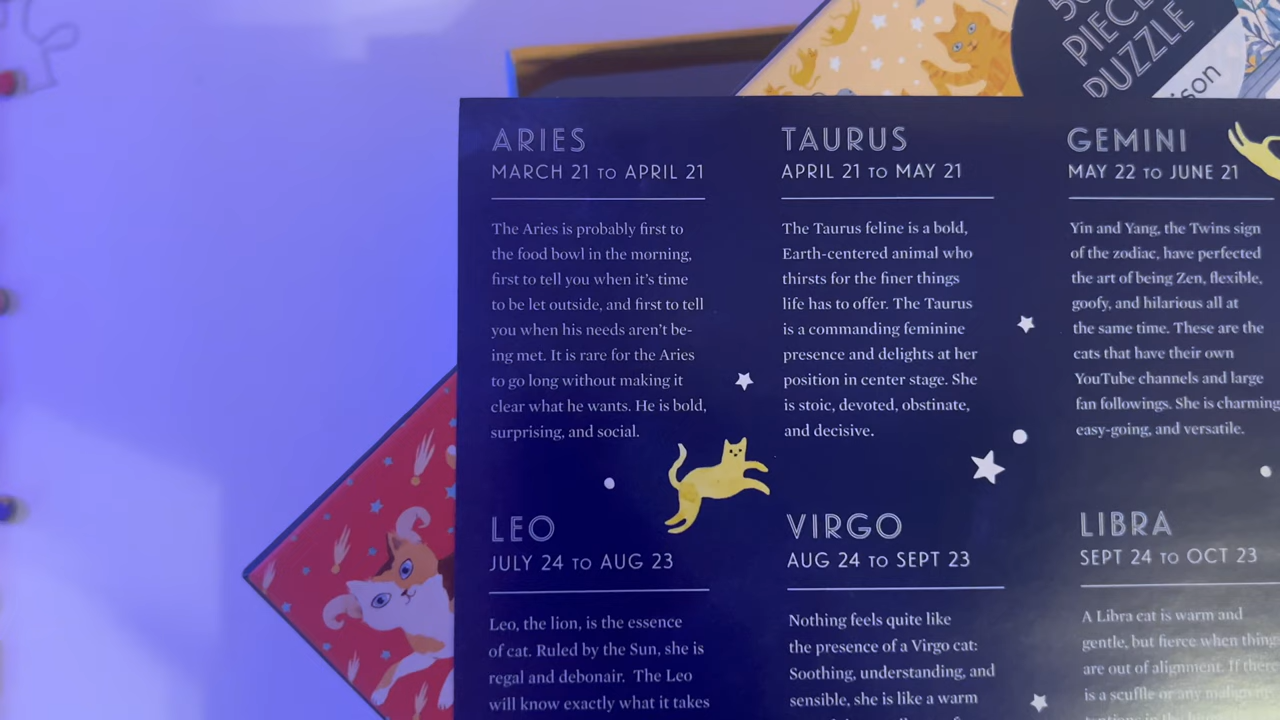 50
PIECE
PUZZLE
ison
ARIES
MARCH 21 TO APRIL 21
The Aries is probably first to
the food bowl in the morning,
first to tell you when it's time
to be let outside, and first to tell
you when his needs aren't be-
ing met. It is rare for the Aries
to go long without making it
clear what he wants. He is bold,
surprising, and social.
TAURUS
APRIL 21 TO MAY 21
The Taurus feline is a bold,
Earth-centered animal who
thirsts for the finer things
life has to offer. The Taurus
is a commanding feminine
presence and delights at her
position in center stage. She
is stoic, devoted, obstinate,
and decisive.
GEMINI
MAY 22 TO JUNE 21
Yin and Yang, the Twins sign
of the zodiac, have perfected
the art of being Zen, flexible,
goofy, and hilarious all at
the same time. These are the
cats that have their own
YouTube channels and large
fan followings. She is charming
easy-going, and versatile.
LEO
JULY 24 TO AUG 23
Leo, the lion, is the essence
of cat. Ruled by the Sun, she is
regal and debonair. The Leo
will know exactly what it takes
VIRGO
AUG 24 TO SEPT 23
Nothing feels quite like
the presence of a Virgo cat:
Soothing, understanding, and
sensible, she is like a warm
LIBRA
SEPT 24 TO OCT 23
A Libra cat is warm and
gentle, but fierce when things
are out of alignment. If there
is a scuffle or any